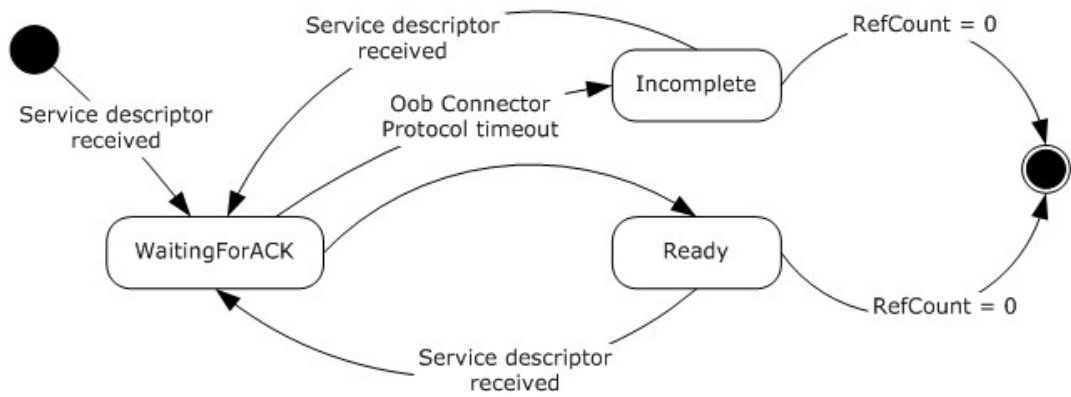 Service descriptor
received
RefCount = 0
Incomplete
Oob Connector
Protocol timeout
Service descriptor
received
WaitingForACK
Ready
RefCount = 0
Service descriptor
received